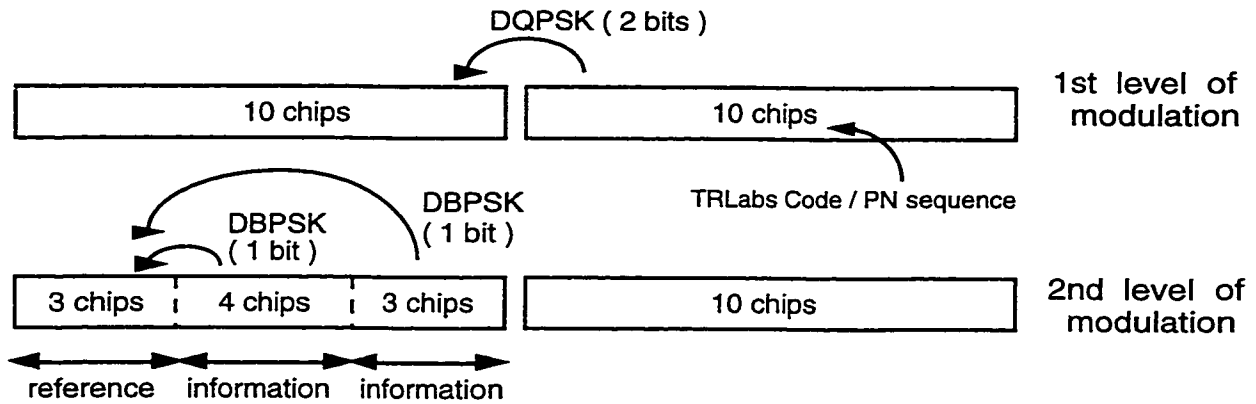 DQPSK ( 2 bits )
10 chips
10 chips
1st level of
modulation
TRLabs Code / PN sequence
DBPSK
( 1 bit )
DBPSK
( 1 bit )
3 chips
4 chips
3 chips
10 chips
2nd level of
modulation
reference
information
information